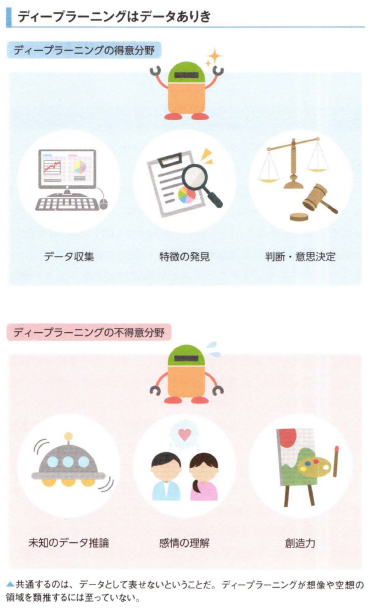 ディープラーニングはデータありき
ディープラーニングの得意分野
データ収集
特徴の発見
判断・意思決定
ディープラーニングの不得意分野
未知のデータ推論
感情の理解
創造力
▲共通するのは、データとして表せないということだ。ディープラーニングが想像や空想の
領域を類推するには至っていない。